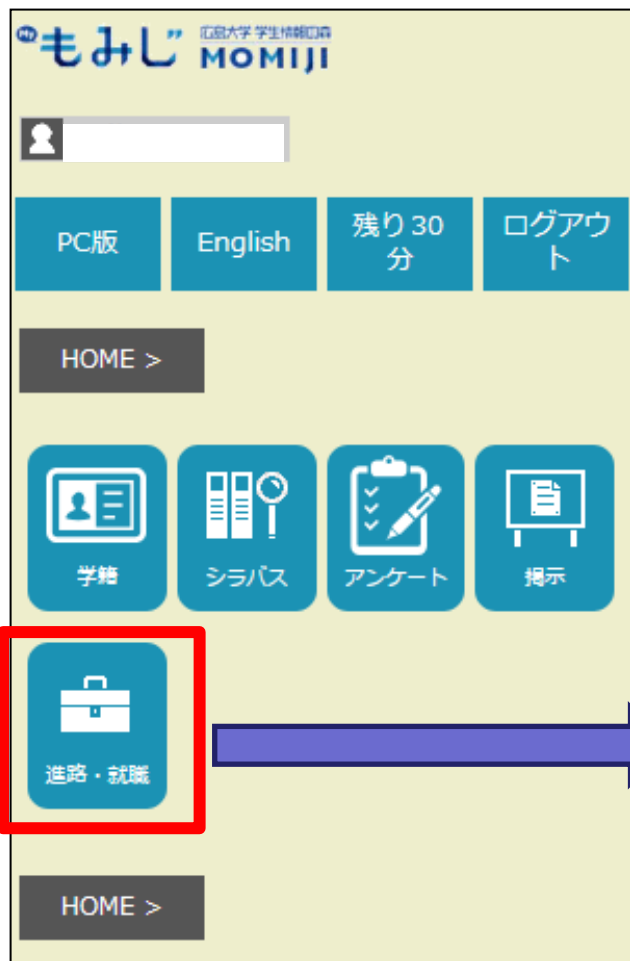 My もみじ 広島大学 学生情報の森
MOMIJI
PC版
English
残り30
分
ログアウ
ト
HOME >
学籍
シラバス
アンケート
掲示
進路・就職
HOME >